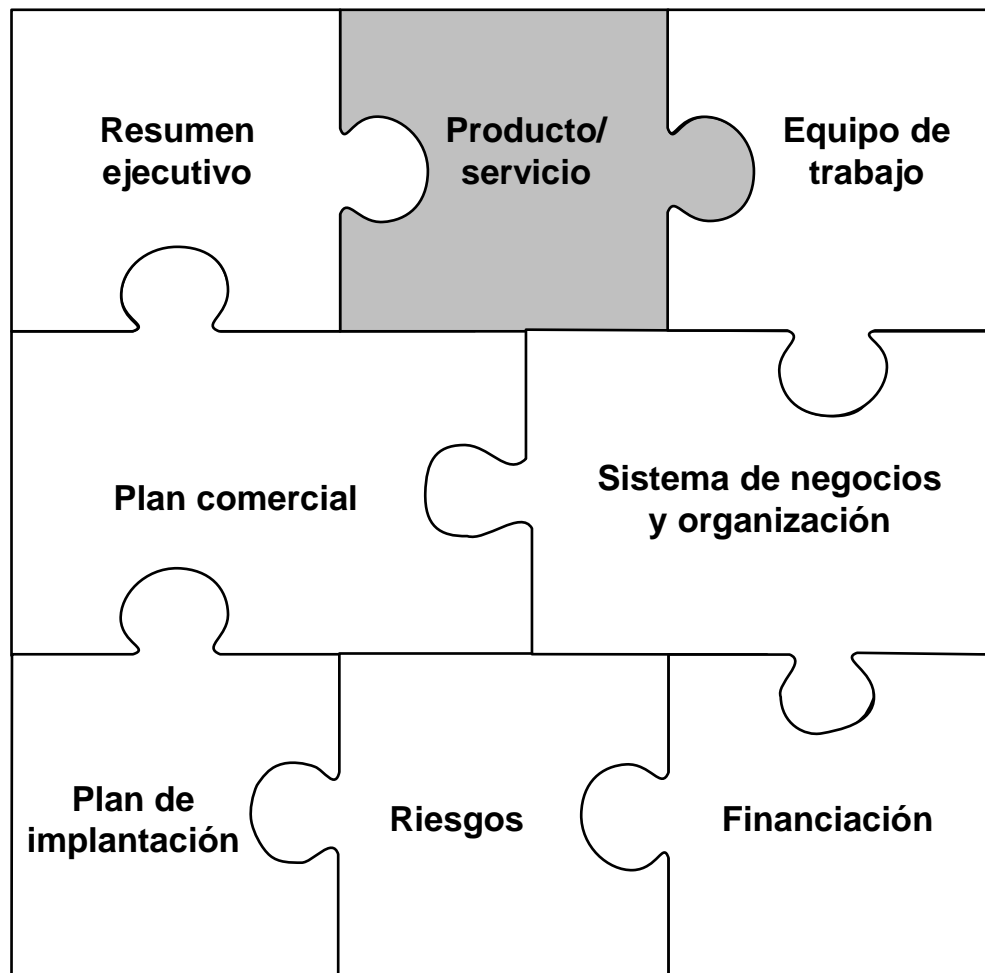 Resumen
ejecutivo
Producto/
servicio
Equipo de
trabajo
Plan comercial
Sistema de negocios
y organización
Plan de
implantación
Riesgos
Financiación